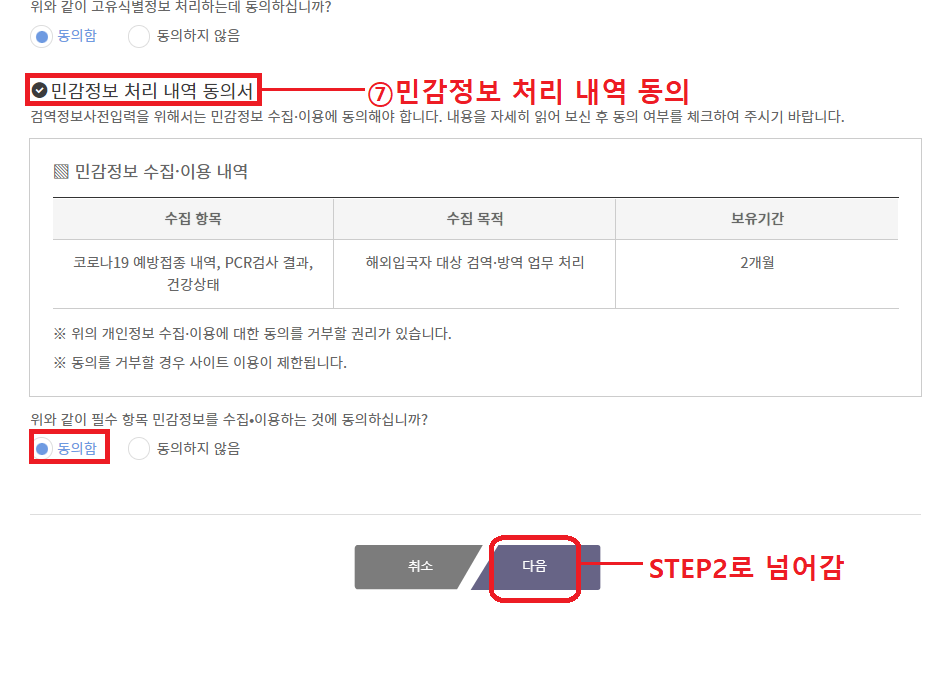 위와 같이 고유식별정보 처리하는데 동의하십니까?
동의함 동의하지 않음
민감정보 처리 내역 동의서 ⑦민감정보 처리 내역 동의
검역정보사전입력을 위해서는 민감정보 수집·이용에 동의해야 합니다. 내용을 자세히 읽어 보신 후 동의 여부를 체크하여 주시기 바랍니다.
▧ 민감정보 수집·이용 내역
수집 항목 수집 목적 보유기간
코로나19 예방접종 내역, PCR검사 결과, 해외입국자 대상 검역·방역 업무 처리 2개월
건강상태
※ 위의 개인정보 수집·이용에 대한 동의를 거부할 권리가 있습니다.
※ 동의를 거부할 경우 사이트 이용이 제한됩니다.
위와 같이 필수 항목 민감정보를 수집•이용하는 것에 동의하십니까?
동의함 동의하지 않음
취소 다음 STEP2로 넘어감